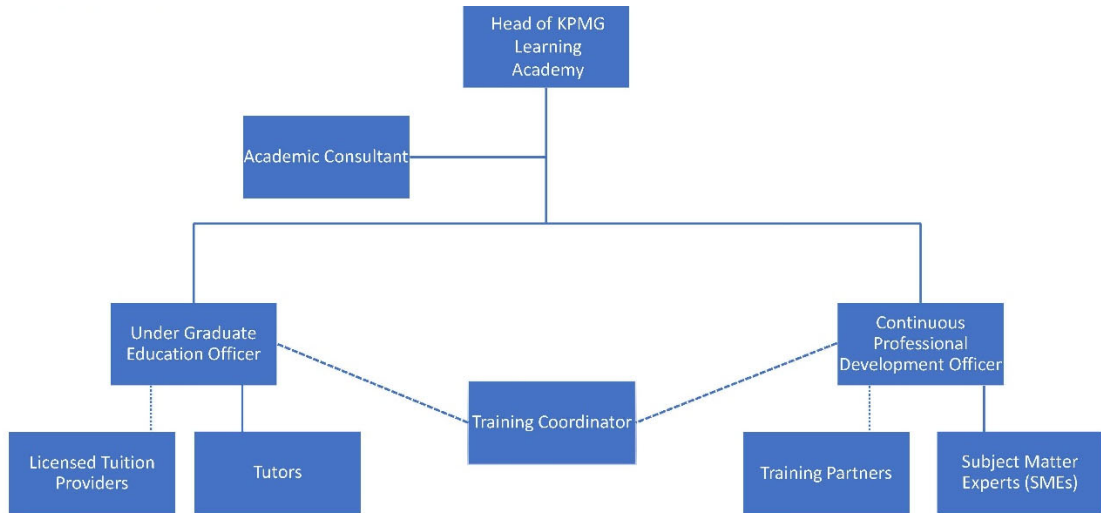 Head of KPMG
Learning
Academy
Academic Consultant
Under Graduate
Education Officer
Continuous
Professional
Development Officer
Training Coordinator
Licensed Tuition
Providers
Tutors
Training Partners
Subject Matter
Experts (SMEs)